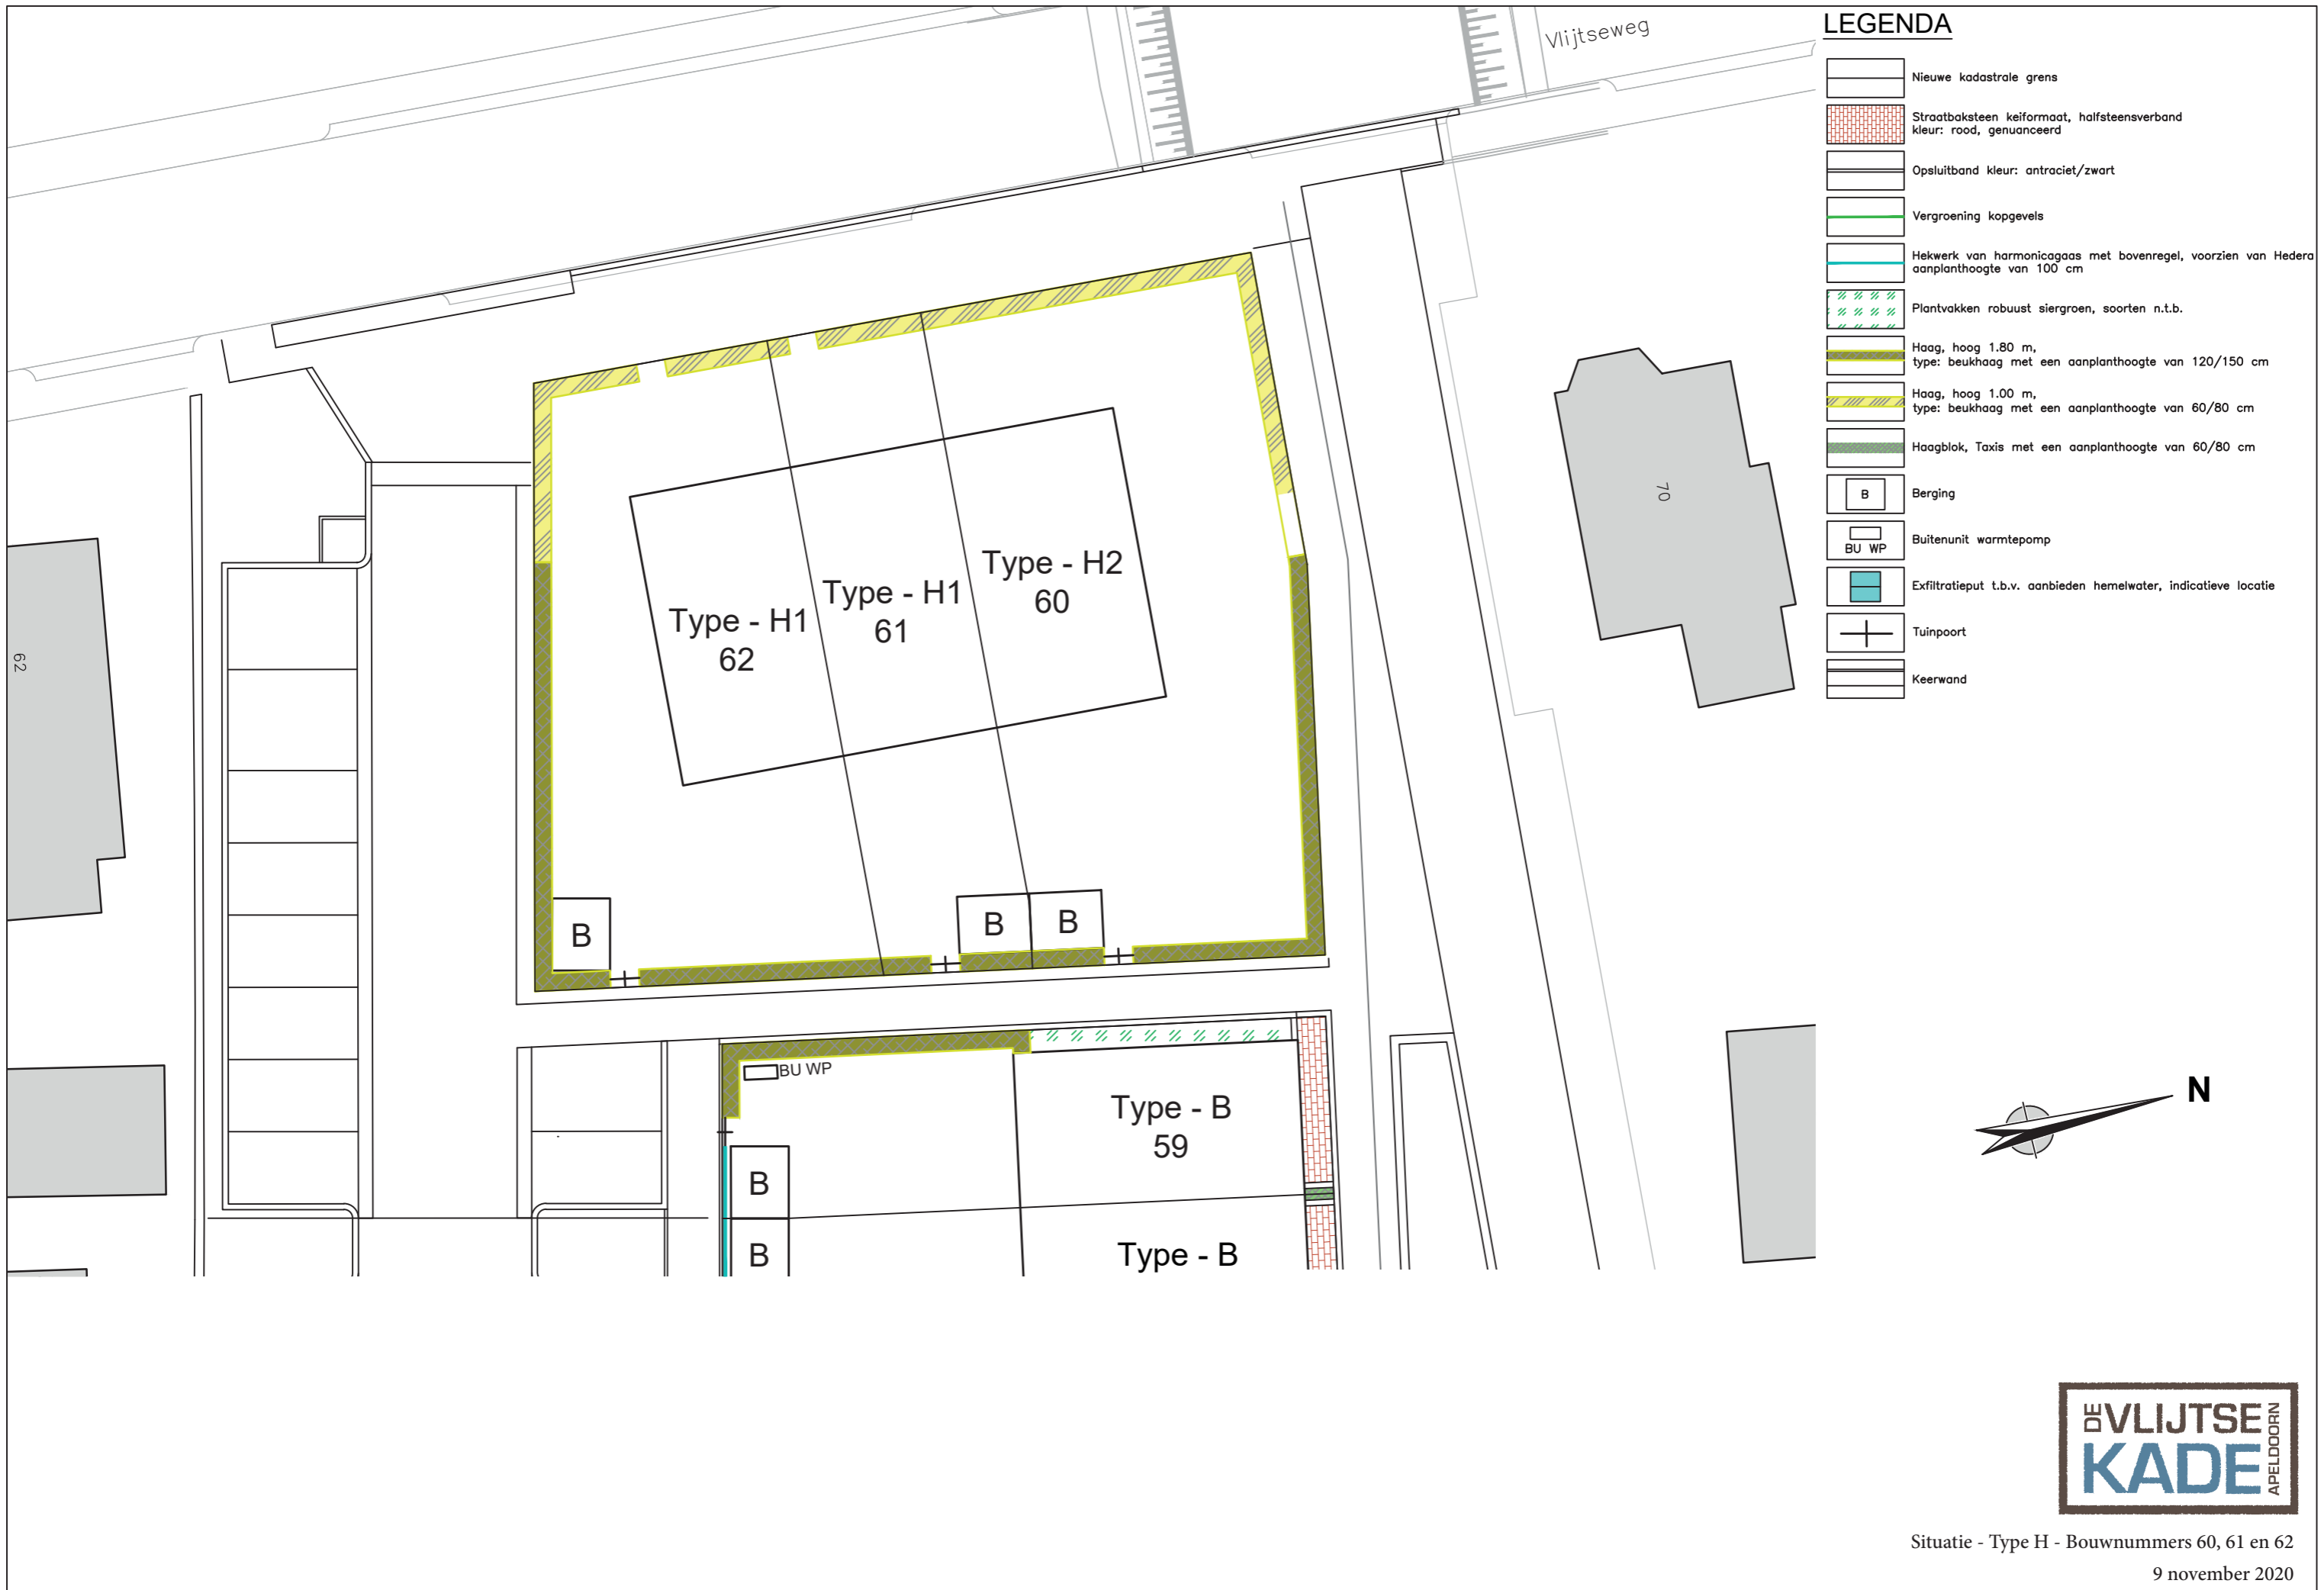 Vlijtseweg
LEGENDA
Nieuwe kadastrale grens
Straatbaksteen keiformaat, halfsteensverband
kleur: rood, genuanceerd
Opsluitband kleur: antraciet/zwart
Vergroening kopgevels
Hekwerk van harmonicagaas met bovenregel, voorzien van Hedera
aanplanthoogte van 100 cm
Plantvakken robuust siergroen, soorten n.t.b.
Haag, hoog 1.80 m,
type: beukhaag met een aanplanthoogte van 120/150 cm
Haag, hoog 1.00 m,
type: beukhaag met een aanplanthoogte van 60/80 cm
Haagblok, Taxis met een aanplanthoogte van 60/80 cm
B
Berging
BU WP
Buitenunit warmtepomp
Exfiltratieput t.b.v. aanbieden hemelwater, indicatieve locatie
Tuinpoort
Keerwand
70
62
Type - H2
60
Type - H1
61
Type - H1
62
B
B
B
BU WP
Type - B
59
B
B
Type - B
N
DE VLIJTSE
KADE
APELDOORN
Situatie - Type H - Bouwnummers 60, 61 en 62
9 november 2020